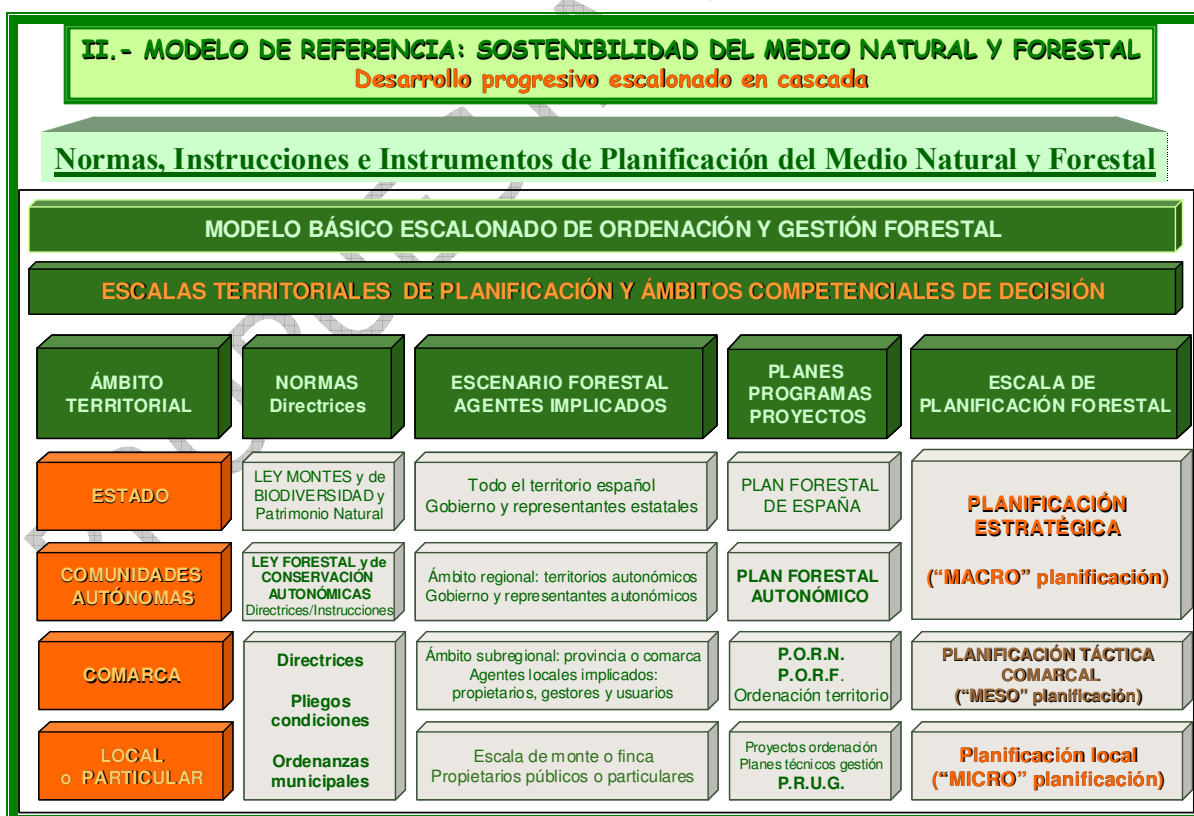 II.- MODELO DE REFERENCIA: SOSTENIBILIDAD DEL MEDIO NATURAL Y FORESTAL
Desarrollo progresivo escalonado en cascada
Normas, Instrucciones e Instrumentos de Planificación del Medio Natural y Forestal
MODELO BÁSICO ESCALONADO DE ORDENACIÓN Y GESTIÓN FORESTAL
ESCALAS TERRITORIALES DE PLANIFICACIÓN Y ÁMBITOS COMPETENCIALES DE DECISIÓN
ÁMBITO
TERRITORIAL
NORMAS
Directrices
ESCENARIO FORESTAL
AGENTES IMPLICADOS
PLANES
PROGRAMAS
PROYECTOS
ESCALA DE
PLANIFICACIÓN FORESTAL
ESTADO
LEY MONTES y de
BIODIVERSIDAD y
Patrimonio Natural
Todo el territorio español
Gobierno y representantes estatales
PLAN FORESTAL
DE ESPAÑA
PLANIFICACIÓN
ESTRATÉGICA
("MACRO" planificación)
COMUNIDADES
AUTÓNOMAS
LEY FORESTAL y de
CONSERVACIÓN
AUTONÓMICAS
Directrices/Instrucciones
Ámbito regional: territorios autonómicos
Gobierno y representantes autonómicos
PLAN FORESTAL
AUTONÓMICO
COMARCA
Directrices
Pliegos
condiciones
Ordenanzas
municipales
Ámbito subregional: provincia o comarca
Agentes locales implicados:
propietarios, gestores y usuarios
P.O.R.N.
P.O.R.F.
Ordenación territorio
PLANIFICACIÓN TÁCTICA
COMARCAL
("MESO" planificación)
LOCAL
o PARTICULAR
Escala de monte o finca
Propietarios públicos o particulares
Proyectos ordenación
Planes técnicos gestión
P.R.U.G.
Planificación local
("MICRO" planificación)